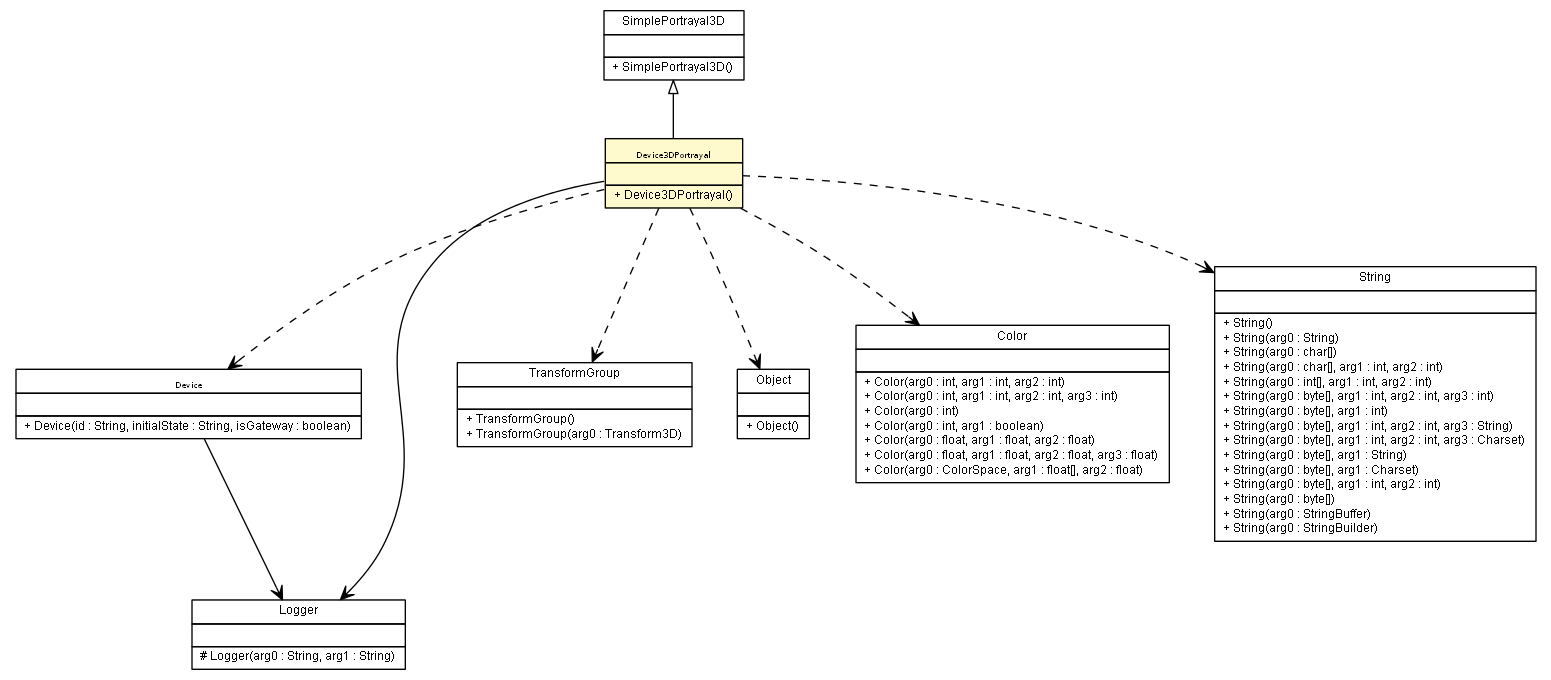 SimplePortrayal3D
+ SimplePortrayal3D()
Device3DPortrayal
+ Device3DPortrayal()
String
+ String()
+ String(arg0 : String)
+ String(arg0 : char[])
+ String(arg0 : char[], arg1 : int, arg2 : int)
+ String(arg0 : int[], arg1 : int, arg2 : int)
+ String(arg0 : byte[], arg1 : int, arg2 : int, arg3 : int)
+ String(arg0 : byte[], arg1 : int)
+ String(arg0 : byte[], arg1 : int, arg2 : int, arg3 : String)
+ String(arg0 : byte[], arg1 : int, arg2 : int, arg3 : Charset)
+ String(arg0 : byte[], arg1 : String)
+ String(arg0 : byte[], arg1 : Charset)
+ String(arg0 : byte[], arg1 : int, arg2 : int)
+ String(arg0 : byte[])
+ String(arg0 : StringBuffer)
+ String(arg0 : StringBuilder)
Color
+ Color(arg0 : int, arg1 : int, arg2 : int)
+ Color(arg0 : int, arg1 : int, arg2 : int, arg3 : int)
+ Color(arg0 : int)
+ Color(arg0 : int, arg1 : boolean)
+ Color(arg0 : float, arg1 : float, arg2 : float)
+ Color(arg0 : float, arg1 : float, arg2 : float, arg3 : float)
+ Color(arg0 : ColorSpace, arg1 : float[], arg2 : float)
TransformGroup
+ TransformGroup()
+ TransformGroup(arg0 : Transform3D)
Object
+ Object()
Device
+ Device(id : String, initialState : String, isGateway : boolean)
Logger
# Logger(arg0 : String, arg1 : String)